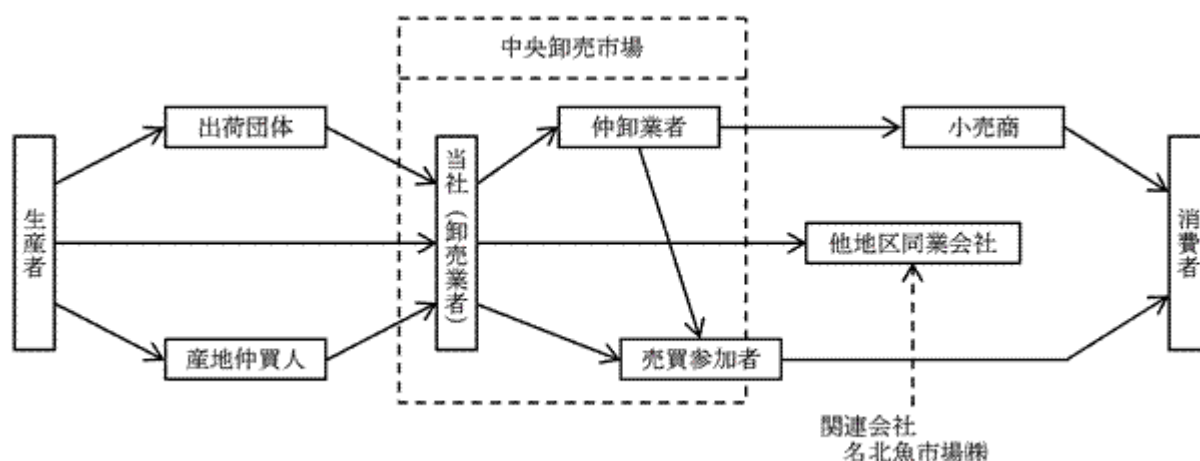 中央卸売市場
出荷団体
仲卸業者
小売商
生産者
当社(卸売業者)
消費者
他地区同業会社
産地仲買人
売買参加者
関連会社
名北魚市場㈱